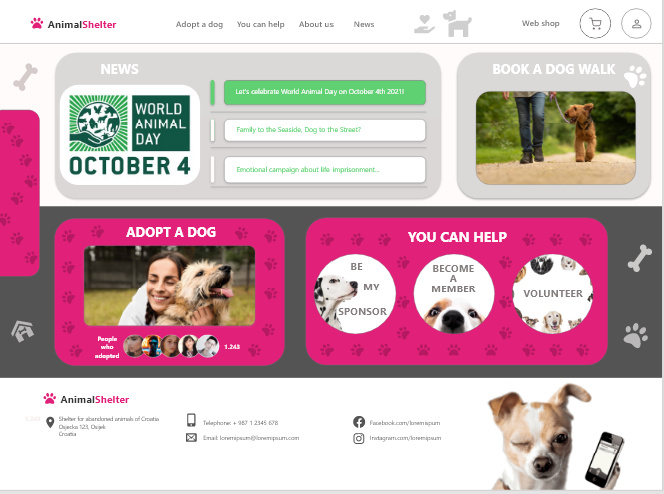 AnimalShelter
Adopt a dog
You can help
About us
News
Web shop
NEWS
WORLD
ANIMAL
DAY
OCTOBER 4
Let's celebrate World Animal Day on October 4th 2021!
Family to the Seaside, Dog to the Street?
Emotional campaign about life imprisonment...
BOOK A DOG WALK
ADOPT A DOG
People
who
adopted
1.243
YOU CAN HELP
BE
MY
SPONSOR
BECOME
A
MEMBER
VOLUNTEER
AnimalShelter
Shelter for abandoned animals of Croatia
Osijecka 123, Osijek
Croatia
Telephone: + 987 1 2345 678
Email: loremipsum@loremipsum.com
Facebook.com/loremipsum
Instagram.com/loremipsum